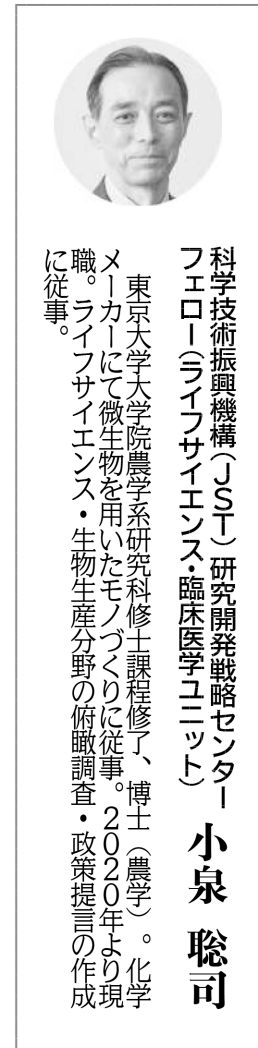 科学技術振興機構（JST）研究開発戦略センター
フェロー（ライフサイエンス・臨床医学ユニット）
小泉 聡司
東京大学大学院農学系研究科修士課程修了、博士（農学）。化学
メーカーにて微生物を用いたモノづくりに従事。2020年より現
職。ライフサイエンス・生物生産分野の俯瞰調査・政策提言の作成
に従事。